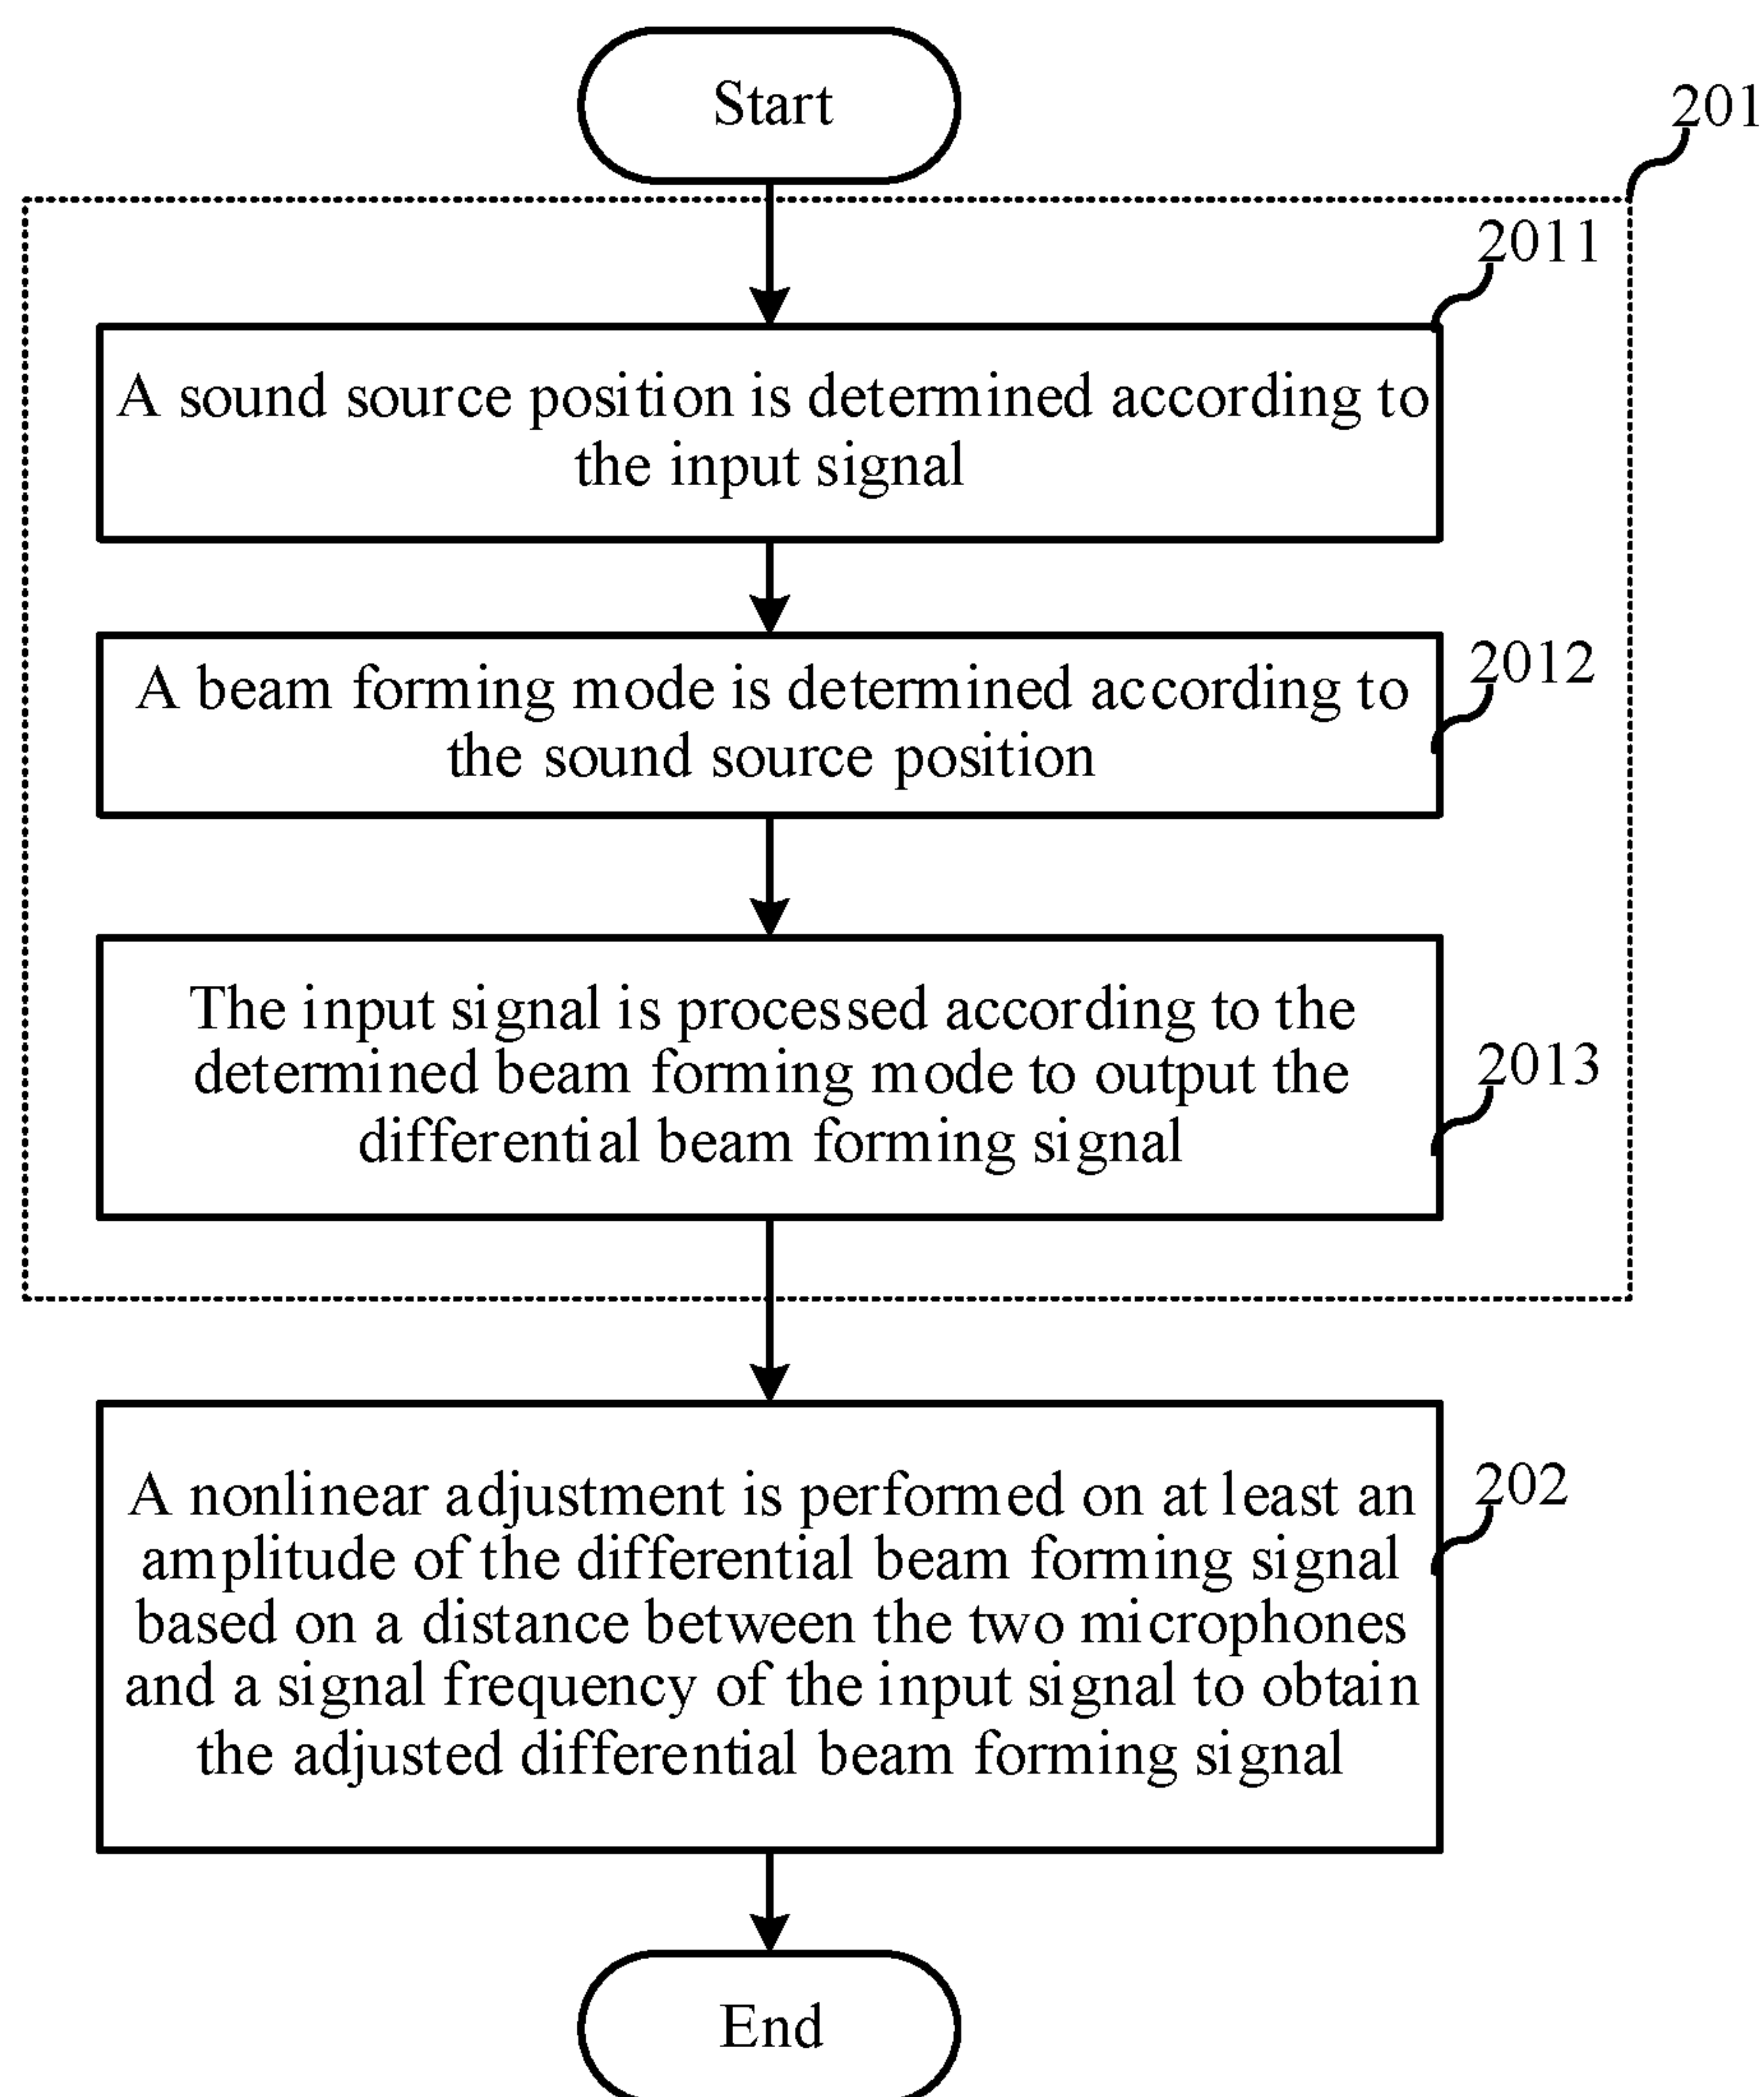 Start
201
2011
A sound source position is determined according to
the input signal
A beam forming mode is determined according to
the sound source position
2012
The input signal is processed according to the
determined beam forming mode to output the
differential beam forming signal
2013
A nonlinear adjustment is performed on at least an
amplitude of the differential beam forming signal
based on a distance between the two microphones
and a signal frequency of the input signal to obtain
the adjusted differential beam forming signal
202
End